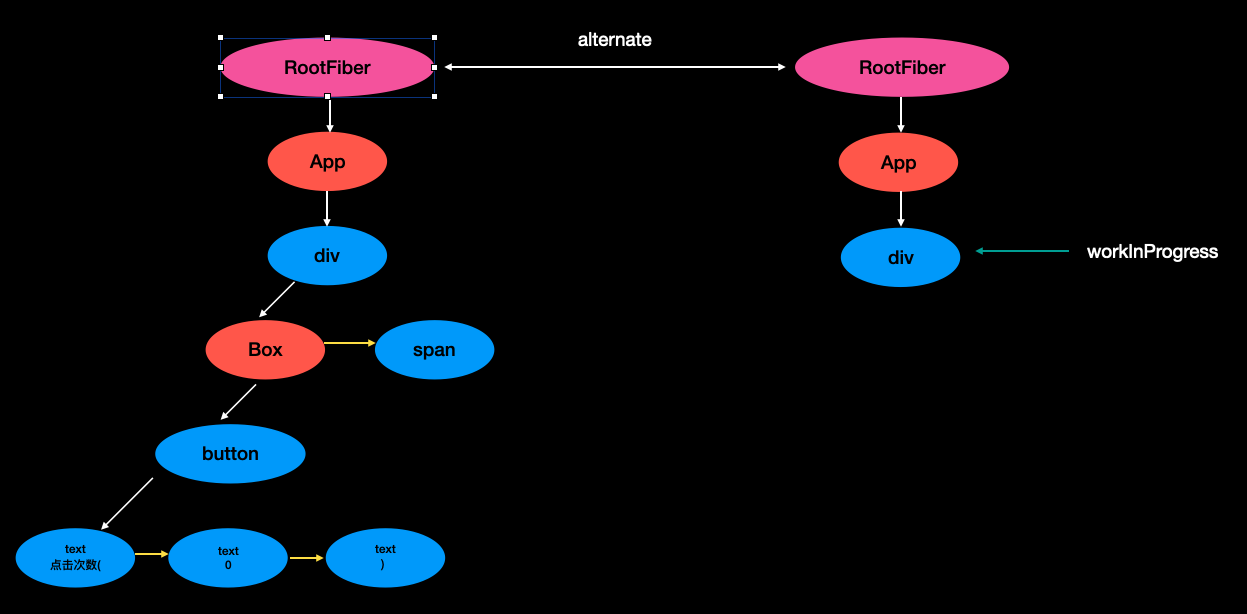 alternate
RootFiber
RootFiber
App
App
div
div
workInProgress
Box
span
button
text
点击次数(
text
0
text
)